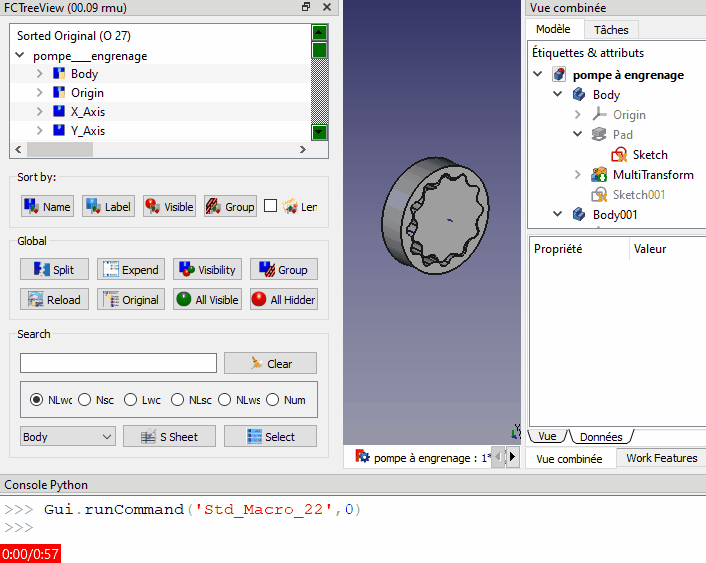 FCTreeView (00.09 rmu)
Sorted Original (O 27)
pompe___engrenage
Body
Origin
X_Axis
Y_Axis
Sort by:
Name Label Visible Group Len
Global
Split Expend Visibility Group
Reload Original All Visible All Hidder
Search
Clear
NLwc Nsc Lwc NLsc NLws Num
Body S Sheet Select
pompe à engrenage : 1*
Vue combinée
Modèle Tâches
Étiquettes & attributs
pompe à engrenage
Body
Origin
Pad
Sketch
MultiTransform
Sketch001
Body001
Propriété Valeur
Vue Données
Vue combinée Work Features
Console Python
>>> Gui.runCommand('Std_Macro_22',0)
>>>
0:00/0:57